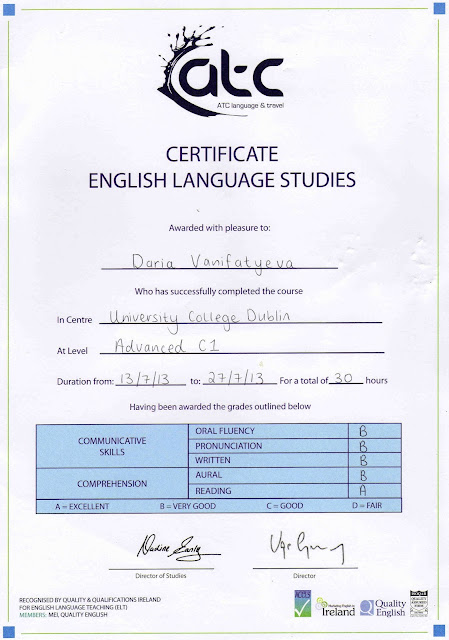 atc
ATC language & travel
CERTIFICATE
ENGLISH LANGUAGE STUDIES
Awarded with pleasure to:
Daria Vanifatyeva
Who has successfully completed the course
In Centre University College Dublin
At Level Advanced C1
Duration from: 13/7/13 to: 27/7/13 For a total of 30 hours
Having been awarded the grades outlined below
COMMUNICATIVE SKILLS
ORAL FLUENCY B
PRONUNCIATION B
WRITTEN B
COMPREHENSION
AURAL B
READING A
A = EXCELLENT B = VERY GOOD C = GOOD D = FAIR
Director of Studies Director
RECOGNISED BY QUALITY & QUALIFICATIONS IRELAND
FOR ENGLISH LANGUAGE TEACHING (ELT)
MEMBERS: MEI, QUALITY ENGLISH
Marketing English in
Ireland
Quality
English